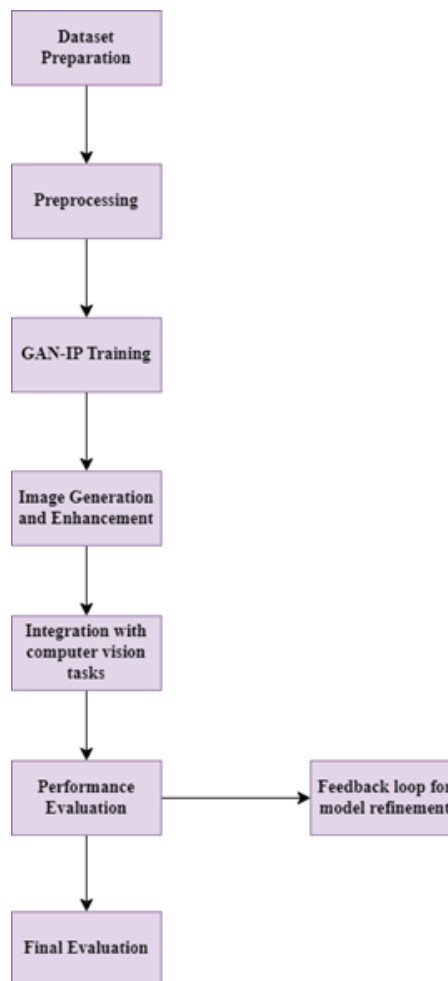 Dataset
Preparation
Preprocessing
GAN-IP Training
Image Generation
and Enhancement
Integration with
computer vision
tasks
Performance
Evaluation
Feedback loop for
model refinement
Final Evaluation